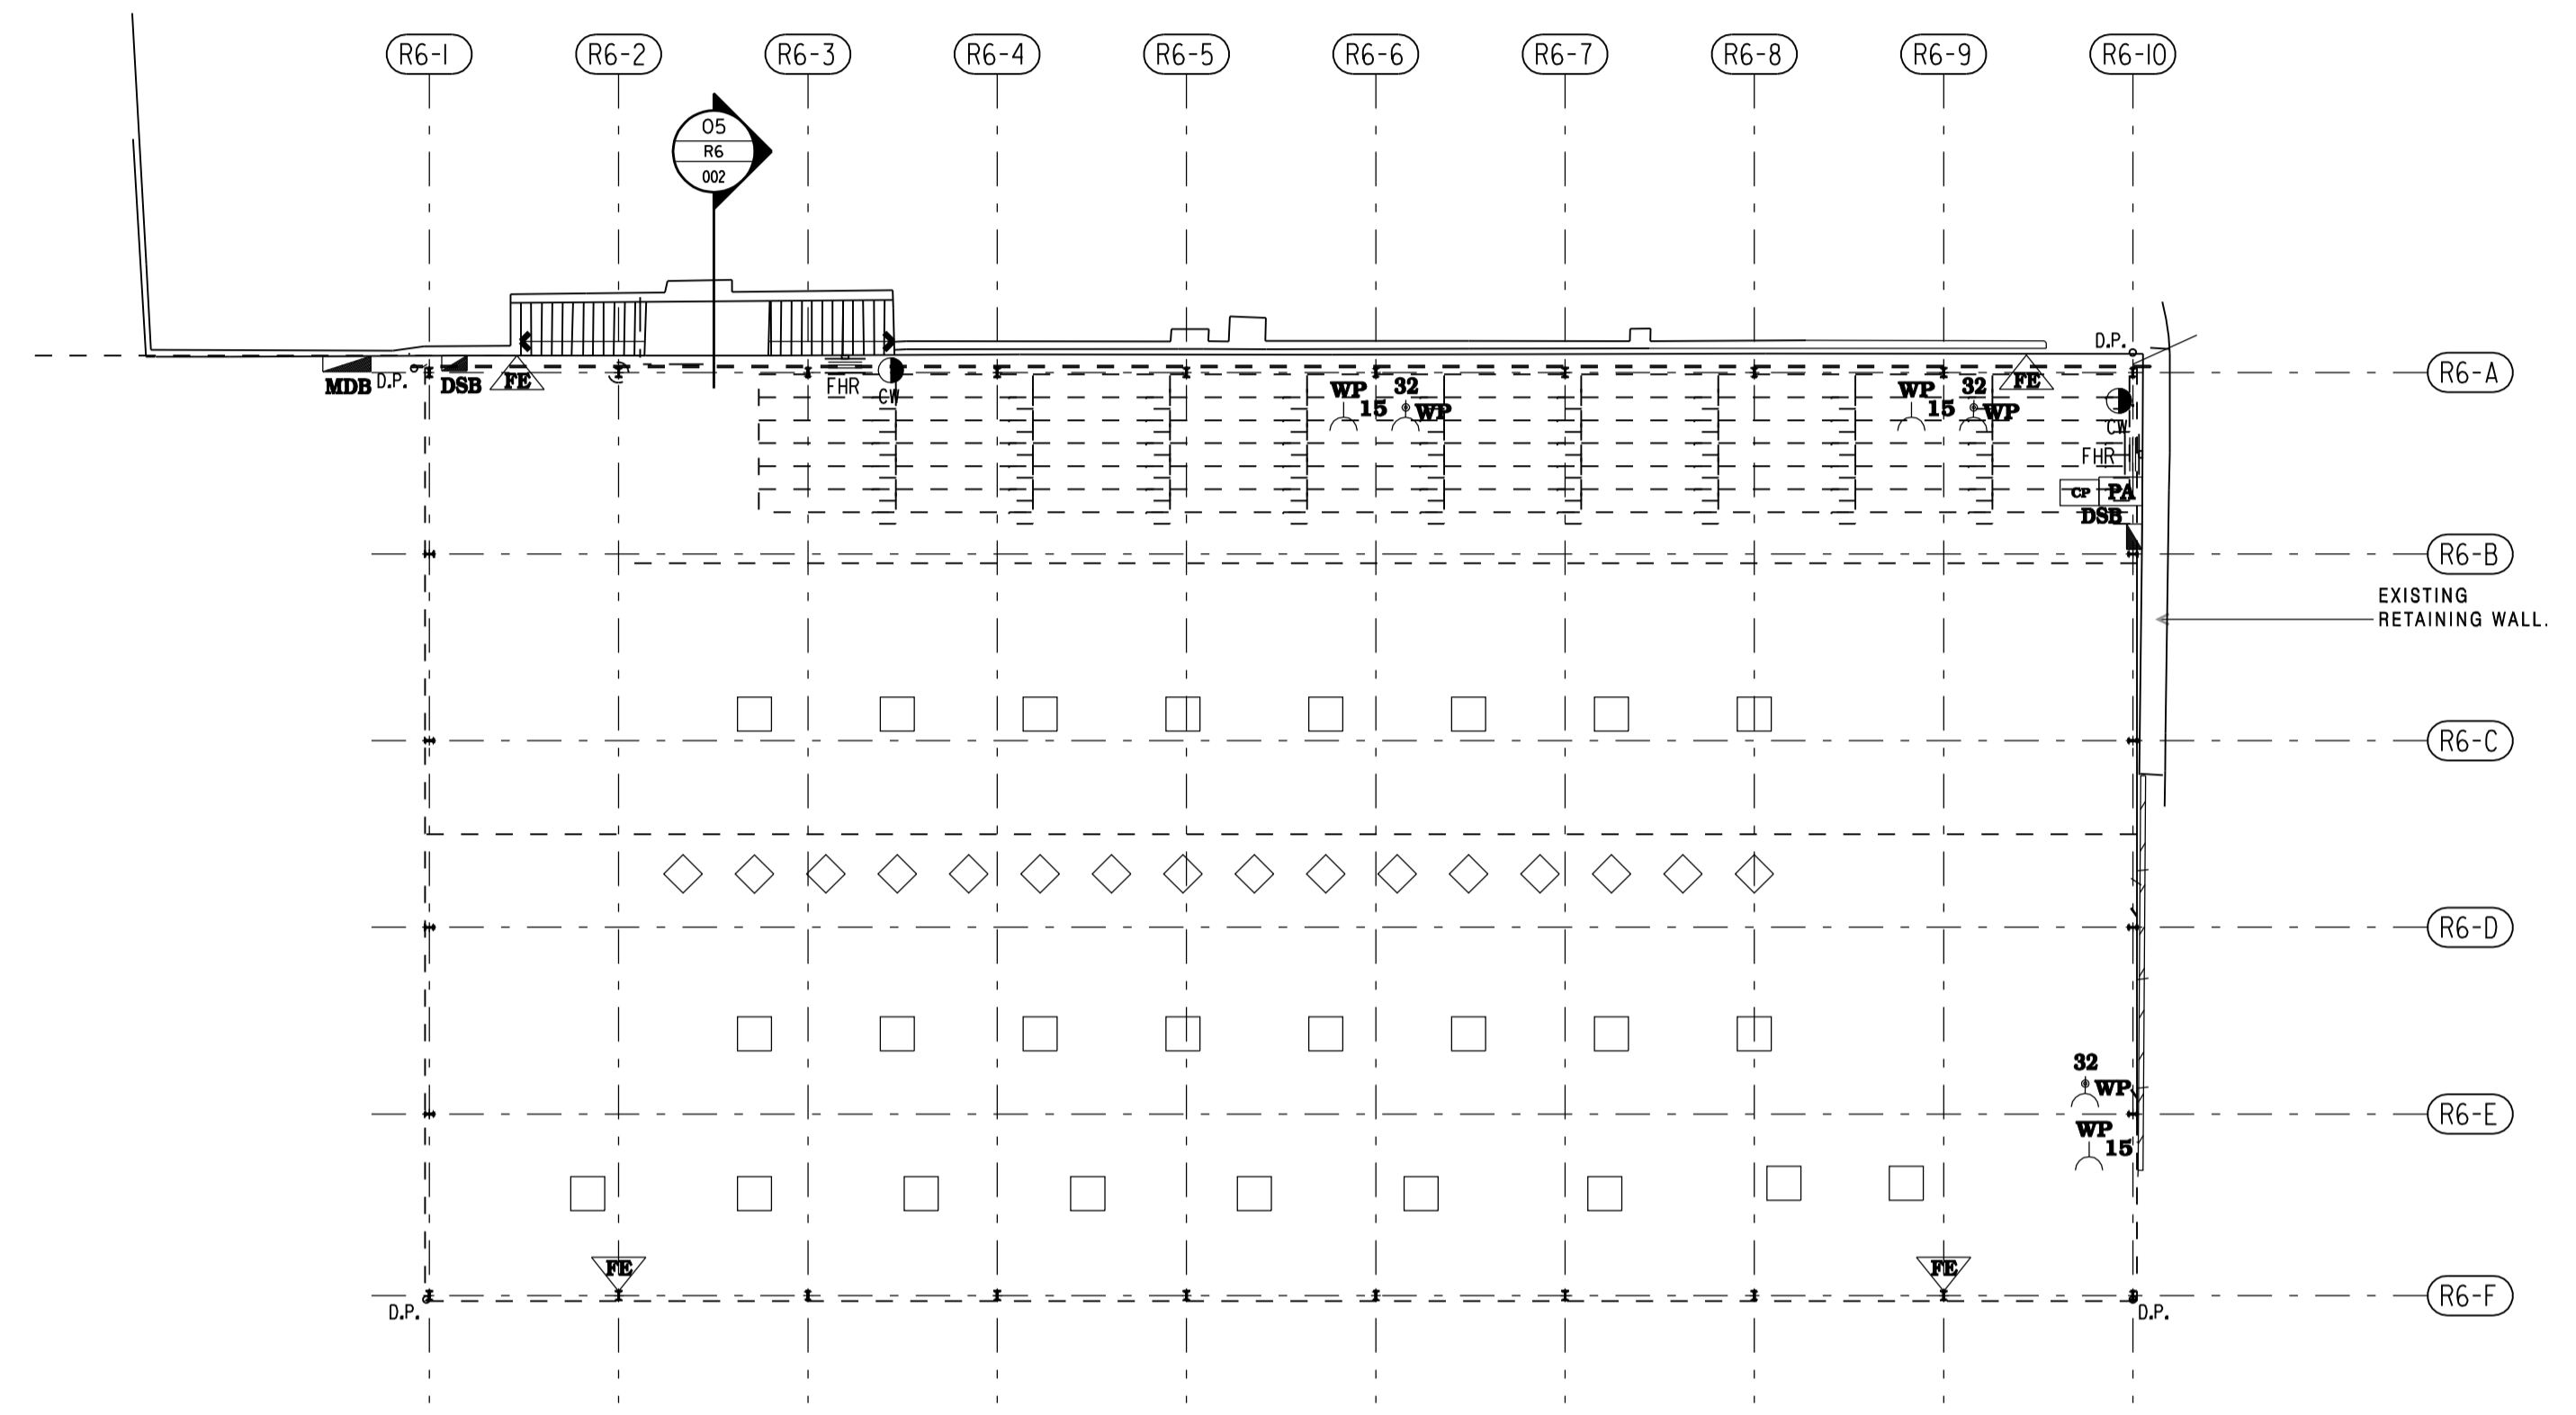 R6-1 R6-2 R6-3 R6-4 R6-5 R6-6 R6-7 R6-8 R6-9 R6-10
05
R6
002
D.P.
R6-A
MDB D.P. DSB FE FHR CW
WP 32 WP 32 FE
15 WP 15 WP
CW
FHR
CP PA
DSB
R6-B
EXISTING
RETAINING WALL.
R6-C
R6-D
32
WP
R6-E
WP
15
FE FE
R6-F
D.P. D.P.